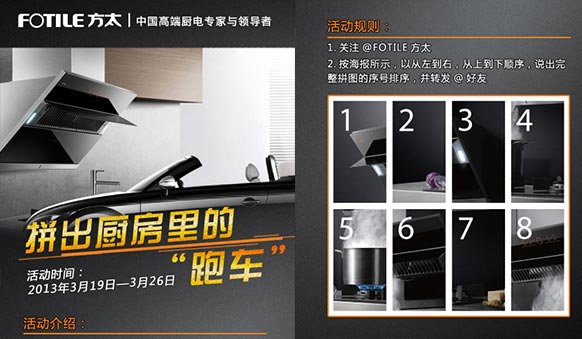 FOTILE 方太 | 中国高端厨电专家与领导者
拼出厨房里的
“跑车”
活动时间：
2013年3月19日—3月26日
活动介绍：
活动规则：
1. 关注 @FOTILE 方太
2. 按海报所示，以从左到右，从上到下顺序，说出完
整拼图的序号排序，并转发 @ 好友
1 2 3 4
5 6 7 8